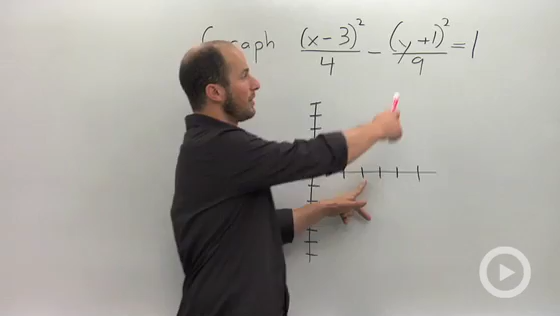 Graph (x-3)²/4 - (y+1)²/9 = 1